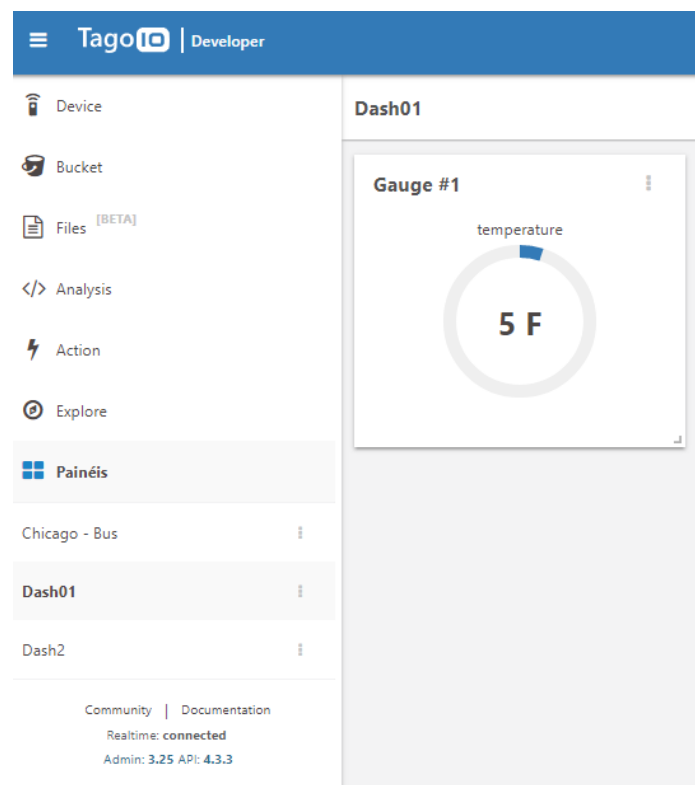 TagoIO | Developer
Device
Bucket
Files [BETA]
</> Analysis
Action
Explore
Painéis
Chicago - Bus
Dash01
Dash2
Community | Documentation
Realtime: connected
Admin: 3.25 API: 4.3.3
Dash01
Gauge #1
temperature
5 F